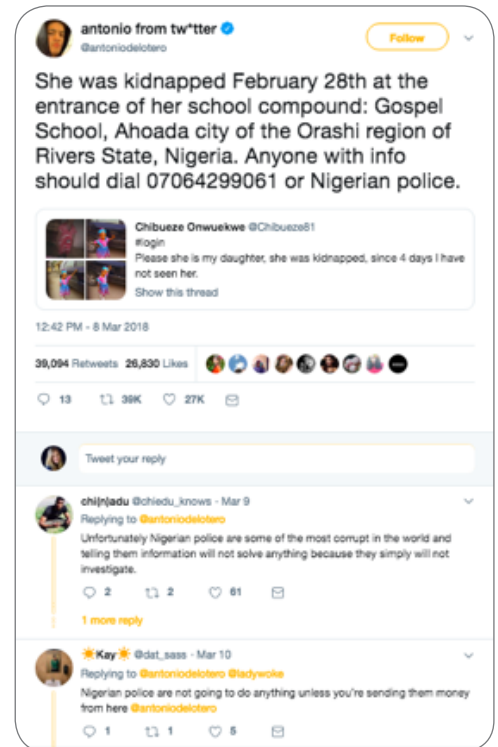 antonio from tw*tter
@antoniodelotero
Follow
She was kidnapped February 28th at the
entrance of her school compound: Gospel
School, Ahoada city of the Orashi region of
Rivers State, Nigeria. Anyone with info
should dial 07064299061 or Nigerian police.
Chibueze Onwuekwe @Chibueze81
#login
Please she is my daughter, she was kidnapped, since 4 days I have
not seen her.
Show this thread
12:42 PM - 8 Mar 2018
39,094 Retweets 26,830 Likes
13 39K 27K
Tweet your reply
chi(n)adu @chiedu_knows - Mar 9
Replying to @antoniodelotero
Unfortunately Nigerian police are some of the most corrupt in the world and
telling them information will not solve anything because they simply will not
investigate.
2 2 61
1 more reply
Kay @dat_sass - Mar 10
Replying to @antoniodelotero @ladywoke
Nigerian police are not going to do anything unless you're sending them money
from here @antoniodelotero
1 1 5